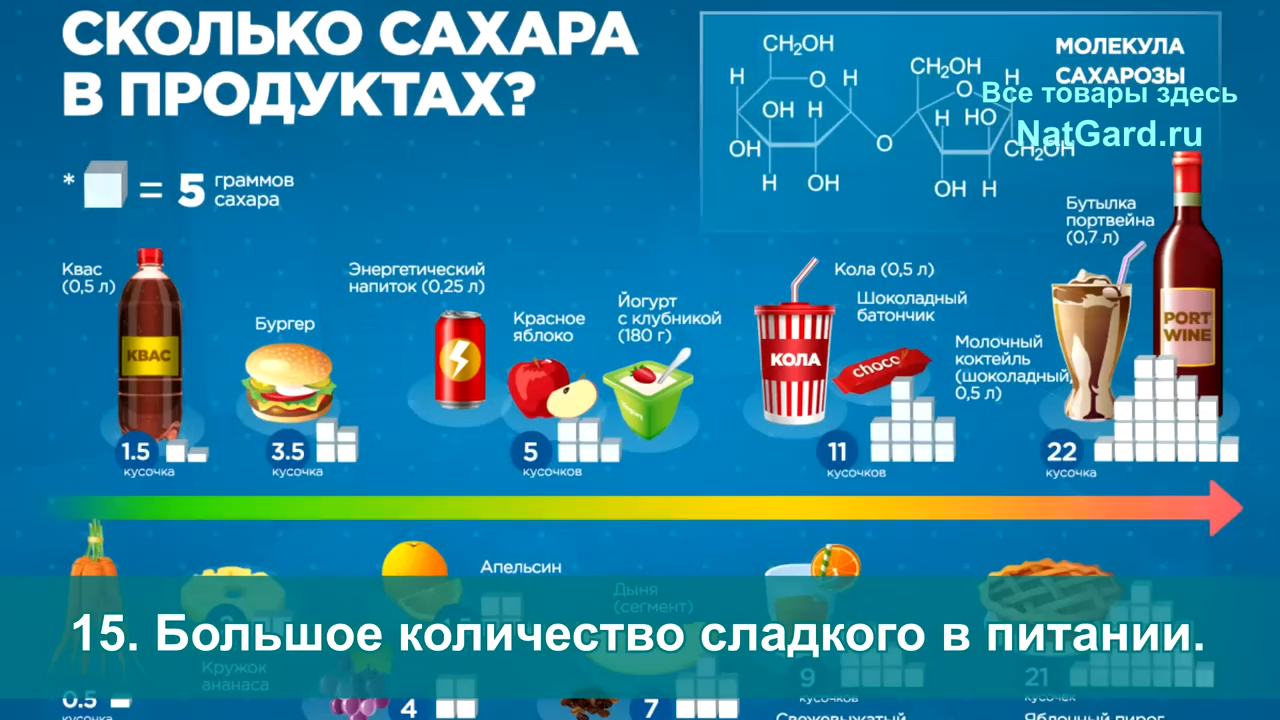 СКОЛЬКО САХАРА
В ПРОДУКТАХ?
* = 5 граммов
сахара
CH₂OH
H
O
H
OH
H
OH
H
OH
O
CH₂OH
O
H
H
HO
CH₂OH
OH
H
МОЛЕКУЛА
САХАРОЗЫ
Все товары здесь
NatGard.ru
Квас
(0,5 л)
КВАС
1.5
кусочка
Бургер
3.5
кусочка
Энергетический
напиток (0,25 л)
Красное
яблоко
Йогурт
с клубникой
(180 г)
5
кусочков
Кола (0,5 л)
КОЛА
Шоколадный
батончик
choco
11
кусочков
Молочный
коктейль
(шоколадный,
0,5 л)
Бутылка
портвейна
(0,7 л)
PORT
WINE
22
кусочка
Апельсин
Дыня
(сегмент)
15. Большое количество сладкого в питании.
Кружок
ананаса
0.5
кусочка
4
7
9
кусочков
Свежевыжатый
21
кусочек
Яблочный пирог